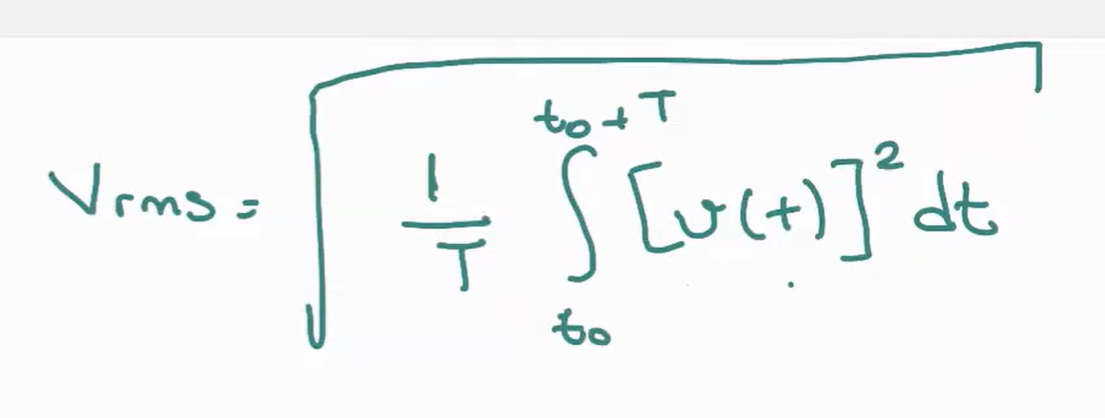 Vrms = √( 1/T ∫_{t0}^{t0+T} [v(t)]² dt )